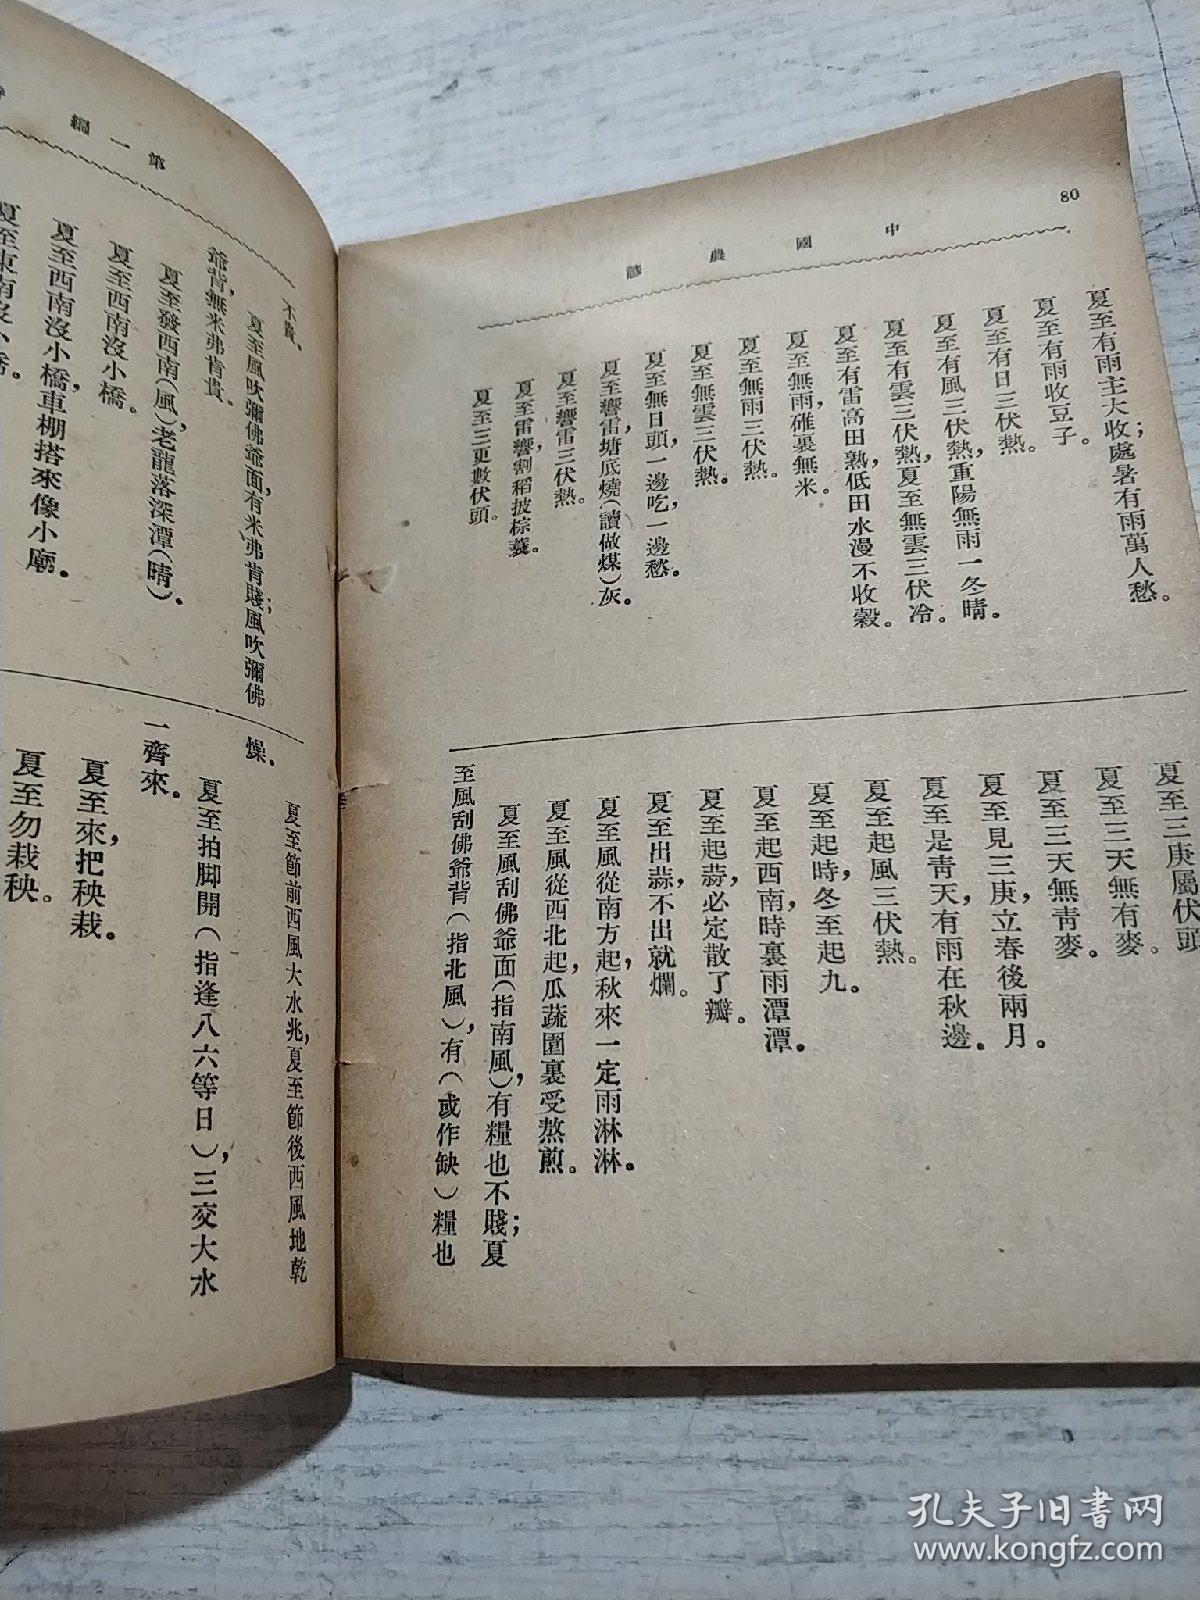 80
中國農諺
夏至有雨主大收；處暑有雨萬人愁。
夏至有雨收豆子。
夏至有日三伏熱。
夏至有風三伏熱，重陽無雨一冬晴。
夏至有雲三伏熱，夏至無雲三伏冷。
夏至有雷高田熟，低田水漫不收穀。
夏至無雨，碓裏無米。
夏至無雨三伏熱。
夏至無雲三伏熱。
夏至無日頭，一邊吃，一邊愁。
夏至響雷塘底燒（讀做煤）灰。
夏至響雷三伏熱。
夏至雷響，割稻披棕蓑。
夏至三更數伏頭。
夏至三庚屬伏頭
夏至三天無有麥。
夏至三天無靑麥。
夏至見三庚，立春後兩月。
夏至是靑天，有雨在秋邊。
夏至起風三伏熱。
夏至起時，冬至起九。
夏至起西南，時裏雨潭潭。
夏至起蒜，必定散了瓣。
夏至出蒜，不出就爛。
夏至風從南方起，秋來一定雨淋淋。
夏至風從西北起，瓜蔬園裏受熬煎。
夏至風刮佛爺面（指南風），有糧也不賤；夏
至風刮佛爺背（指北風），有（或作缺）糧也
第一編
不貴。
夏至風吹彌佛爺面，有米弗肯賤；風吹彌佛
爺背，無米弗肯貴。
夏至發西南（風），老龍落深潭（晴）．
夏至西南沒小橋。
夏至西南沒小橋，車棚搭來像小廟。
夏至東南沒小橋。
夏至節前西風大水兆，夏至節後西風地乾
燥。
夏至拍脚開（指逢八六等日），三交大水
一齊來。
夏至來，把秧栽。
夏至勿栽秧。
孔夫子旧书网
www.kongfz.com